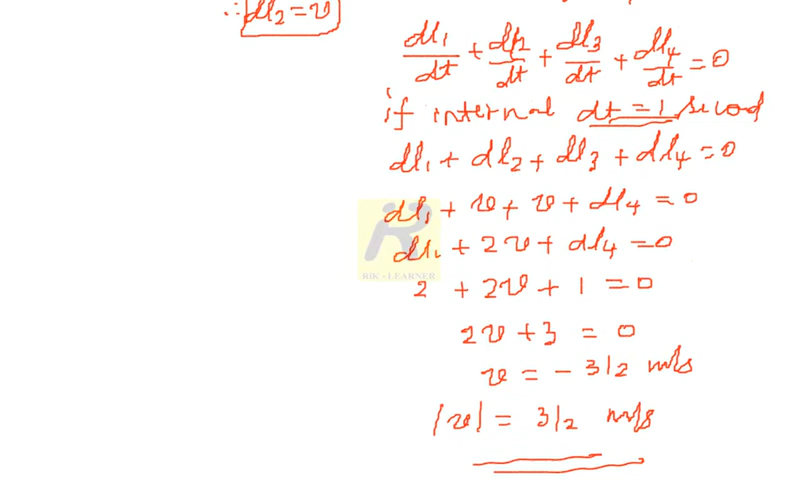 ∴ dl₂ = v
dl₁/dt + dl₂/dt + dl₃/dt + dl₄/dt = 0
if internal dt = 1 second
dl₁ + dl₂ + dl₃ + dl₄ = 0
dl₁ + v + v + dl₄ = 0
dl₁ + 2v + dl₄ = 0
RIK - LEARNER
2 + 2v + 1 = 0
2v + 3 = 0
v = - 3/2 m/s
|v| = 3/2 m/s